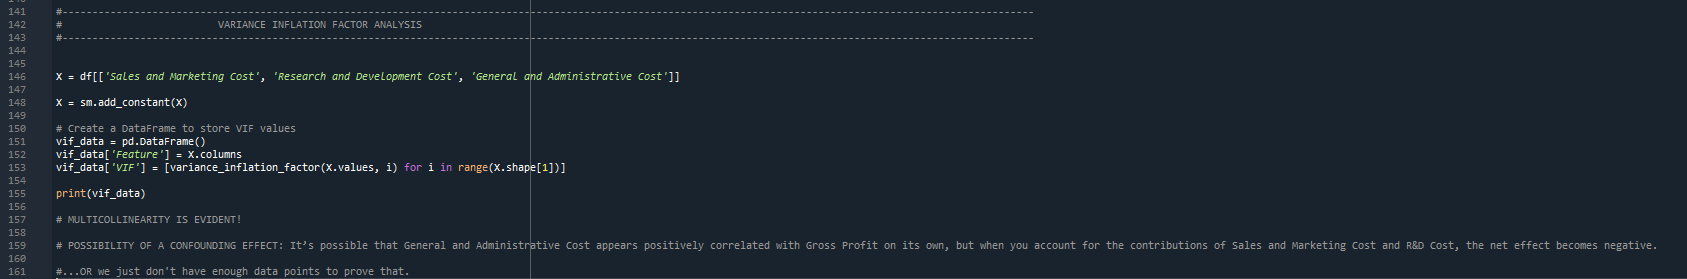 141 #------------------------------------------------------------------------------------------------------------------------------------------------------------------
142 # VARIANCE INFLATION FACTOR ANALYSIS
143 #------------------------------------------------------------------------------------------------------------------------------------------------------------------
144
145
146 X = df[['Sales and Marketing Cost', 'Research and Development Cost', 'General and Administrative Cost']]
147
148 X = sm.add_constant(X)
149
150 # Create a DataFrame to store VIF values
151 vif_data = pd.DataFrame()
152 vif_data['Feature'] = X.columns
153 vif_data['VIF'] = [variance_inflation_factor(X.values, i) for i in range(X.shape[1])]
154
155 print(vif_data)
156
157 # MULTICOLLINEARITY IS EVIDENT!
158
159 # POSSIBILITY OF A CONFOUNDING EFFECT: It’s possible that General and Administrative Cost appears positively correlated with Gross Profit on its own, but when you account for the contributions of Sales and Marketing Cost and R&D Cost, the net effect becomes negative.
160
161 #...OR we just don't have enough data points to prove that.